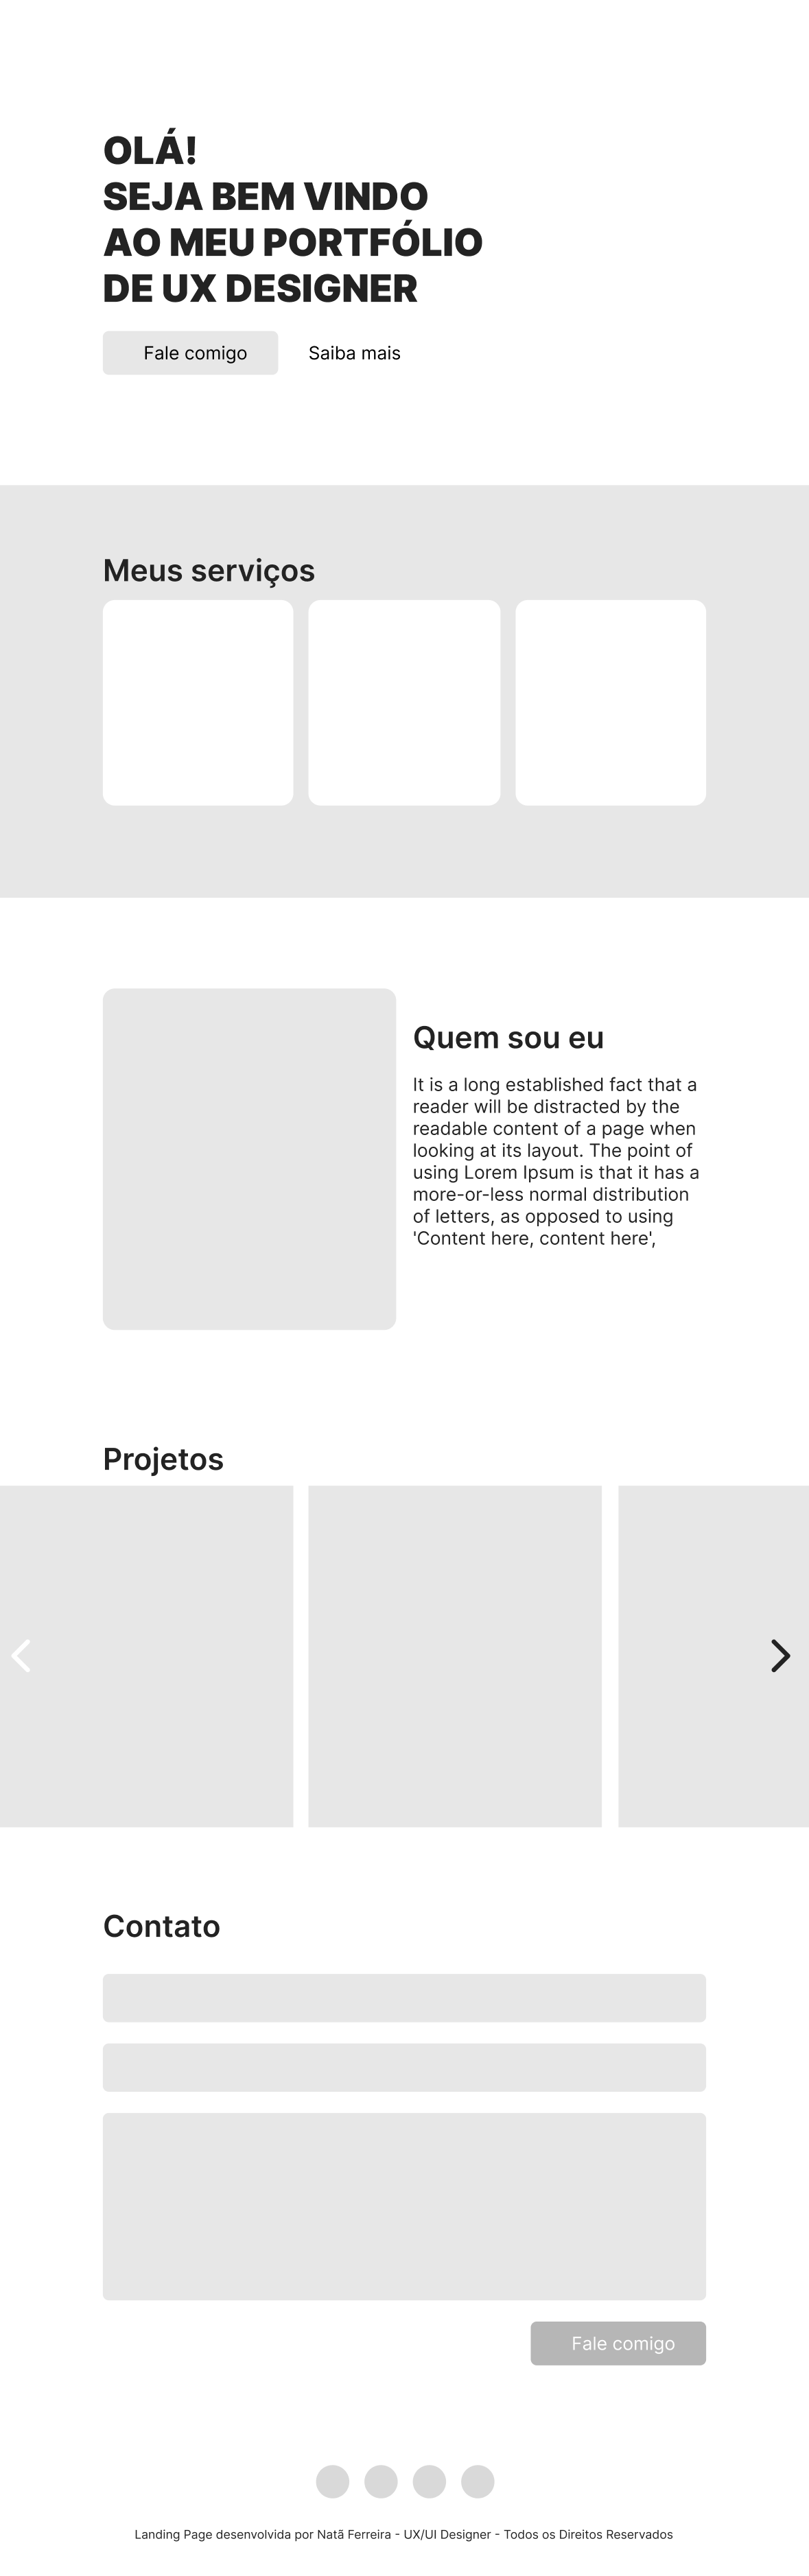 OLÁ!
SEJA BEM VINDO
AO MEU PORTFÓLIO
DE UX DESIGNER
Fale comigo
Saiba mais
Meus serviços
Quem sou eu
It is a long established fact that a
reader will be distracted by the
readable content of a page when
looking at its layout. The point of
using Lorem Ipsum is that it has a
more-or-less normal distribution
of letters, as opposed to using
'Content here, content here',
Projetos
Contato
Fale comigo
Landing Page desenvolvida por Natã Ferreira - UX/UI Designer - Todos os Direitos Reservados